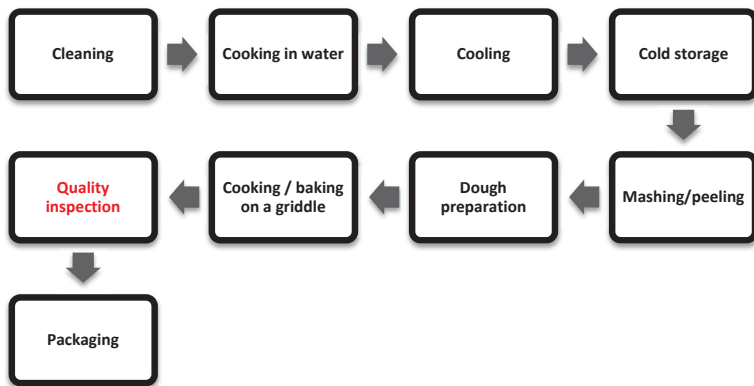 Cleaning
Cooking in water
Cooling
Cold storage
Mashing/peeling
Dough
preparation
Cooking / baking
on a griddle
Quality
inspection
Packaging